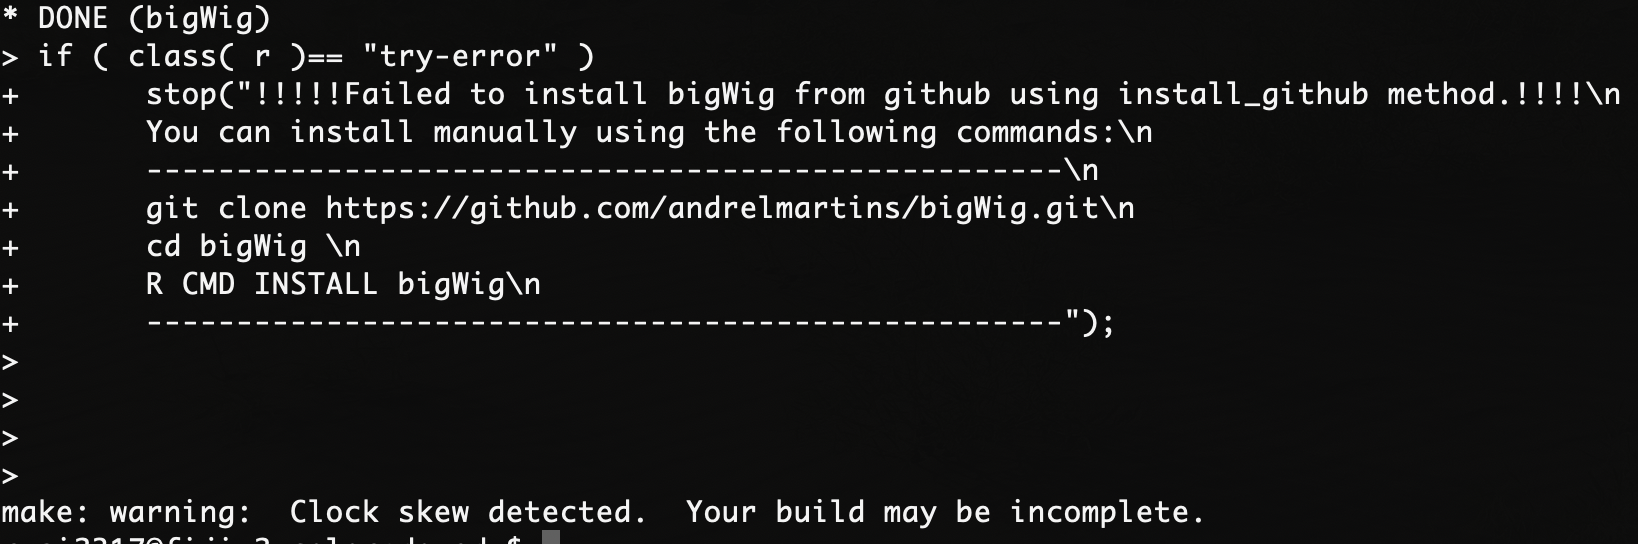 * DONE (bigWig)
> if ( class( r )== "try-error" )
+       stop("!!!!!Failed to install bigWig from github using install_github method.!!!!\n
+       You can install manually using the following commands:\n
+       ---------------------------------------------------\n
+       git clone https://github.com/andrelmartins/bigWig.git\n
+       cd bigWig \n
+       R CMD INSTALL bigWig\n
+       ---------------------------------------------------");
>
>
>
>
make: warning:  Clock skew detected.  Your build may be incomplete.